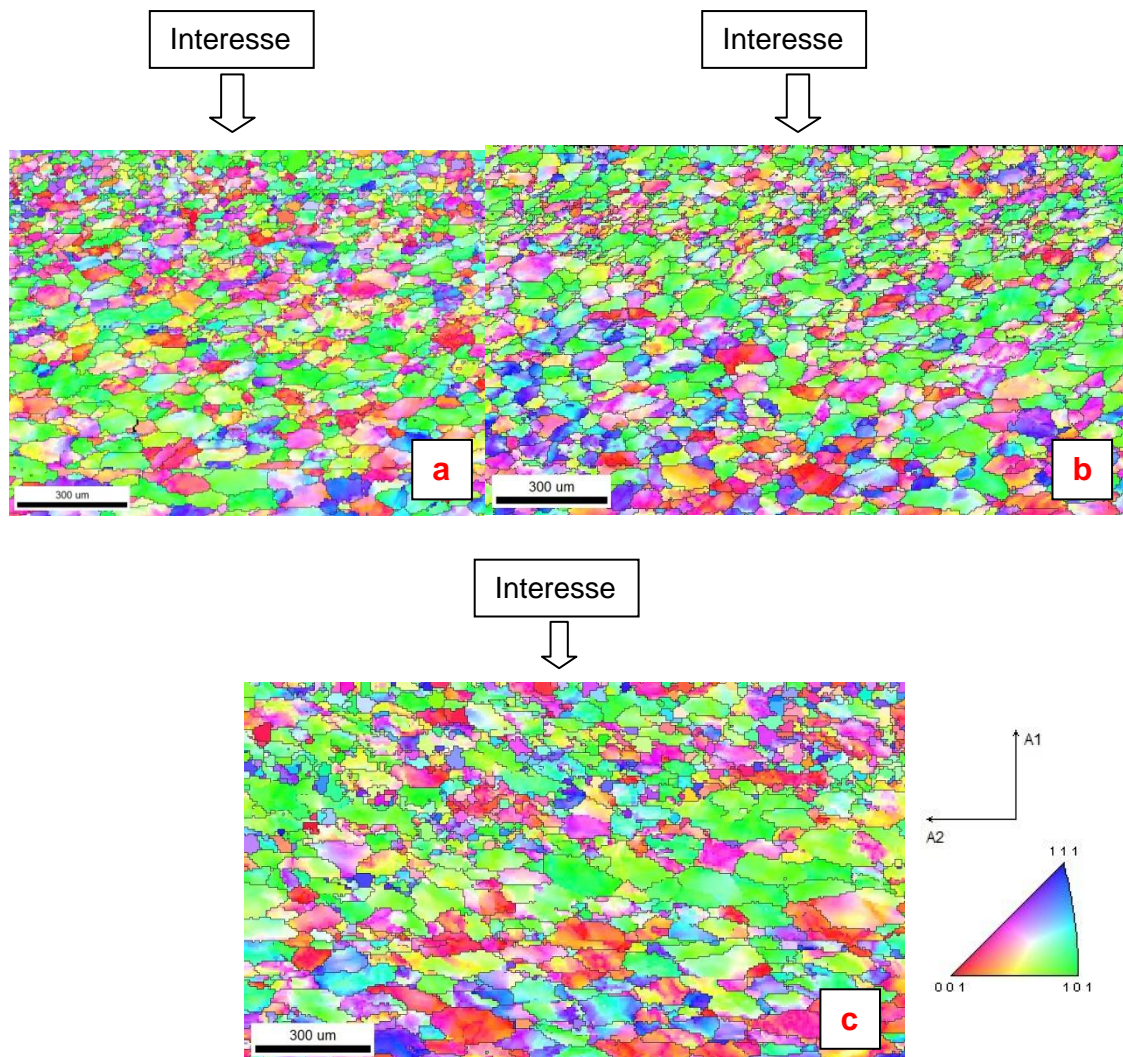 Interesse
Interesse
a
300 um
b
300 um
Interesse
c
300 um
A1
A2
1 1 1
0 0 1
1 0 1